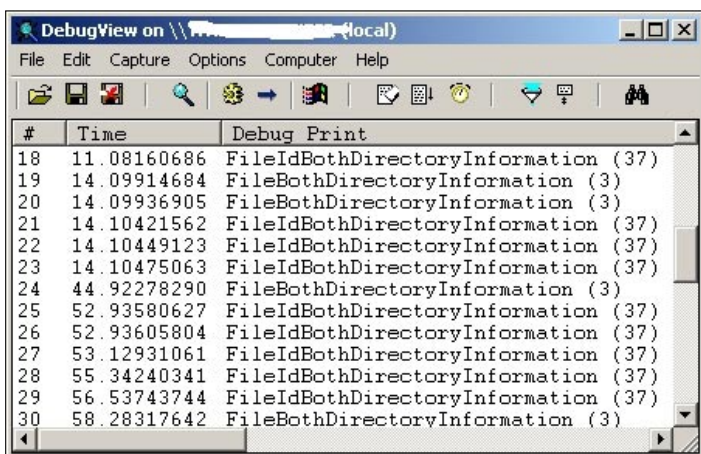 DebugView on \\ (local)
File Edit Capture Options Computer Help
# Time Debug Print
18 11.08160686 FileIdBothDirectoryInformation (37)
19 14.09914684 FileBothDirectoryInformation (3)
20 14.09936905 FileBothDirectoryInformation (3)
21 14.10421562 FileIdBothDirectoryInformation (37)
22 14.10449123 FileIdBothDirectoryInformation (37)
23 14.10475063 FileIdBothDirectoryInformation (37)
24 44.92278290 FileBothDirectoryInformation (3)
25 52.93580627 FileIdBothDirectoryInformation (37)
26 52.93605804 FileIdBothDirectoryInformation (37)
27 53.12931061 FileIdBothDirectoryInformation (37)
28 55.34240341 FileIdBothDirectoryInformation (37)
29 56.53743744 FileIdBothDirectoryInformation (37)
30 58.28317642 FileBothDirectoryInformation (3)